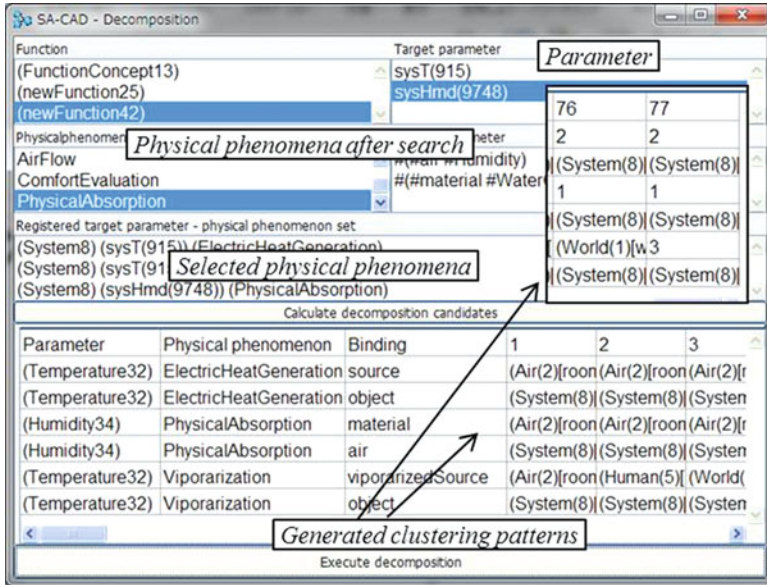 SA-CAD - Decomposition
Function
Target parameter
Parameter
(FunctionConcept13)
(newFunction25)
(newFunction42)
sysT(915)
sysHmd(9748)
76 77
2 2
(System(8)| (System(8)|
1 1
(System(8)| (System(8)|
(World(1)[w 3
(System(8)| (System(8)|
Physicalphenomen
meter
Physical phenomena after search
AirFlow
ComfortEvaluation
PhysicalAbsorption
#(#air #Humidity)
#(#material #Water
Registered target parameter - physical phenomenon set
(System8) (sysT(915)) (ElectricHeatGeneration)
(System8) (sysT(91
Selected physical phenomena
(System8) (sysHmd(9748)) (PhysicalAbsorption)
Calculate decomposition candidates
Parameter Physical phenomenon Binding 1 2 3
(Temperature32) ElectricHeatGeneration source (Air(2)[roon (Air(2)[roon (Air(2)[r
(Temperature32) ElectricHeatGeneration object (System(8)| (System(8)| (System
(Humidity34) PhysicalAbsorption material (Air(2)[roon (Air(2)[roon (Air(2)[r
(Humidity34) PhysicalAbsorption air (System(8)| (System(8)| (System
(Temperature32) Viporarization viporarizedSource (Air(2)[roon (Human(5)[ (World(
(Temperature32) Viporarization object (System(8)| (System(8)| (System
Generated clustering patterns
Execute decomposition